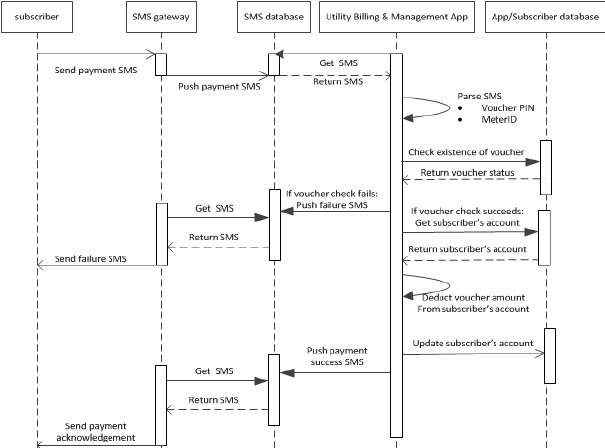 subscriber
SMS gateway
SMS database
Utility Billing & Management App
App/Subscriber database
Send payment SMS
Push payment SMS
Get SMS
Return SMS
Parse SMS
• Voucher PIN
• MeterID
Check existence of voucher
Return voucher status
If voucher check fails:
Push failure SMS
Get SMS
Return SMS
Send failure SMS
If voucher check succeeds:
Get subscriber's account
Return subscriber's account
Deduct voucher amount
From subscriber's account
Update subscriber's account
Push payment
success SMS
Get SMS
Return SMS
Send payment
acknowledgement